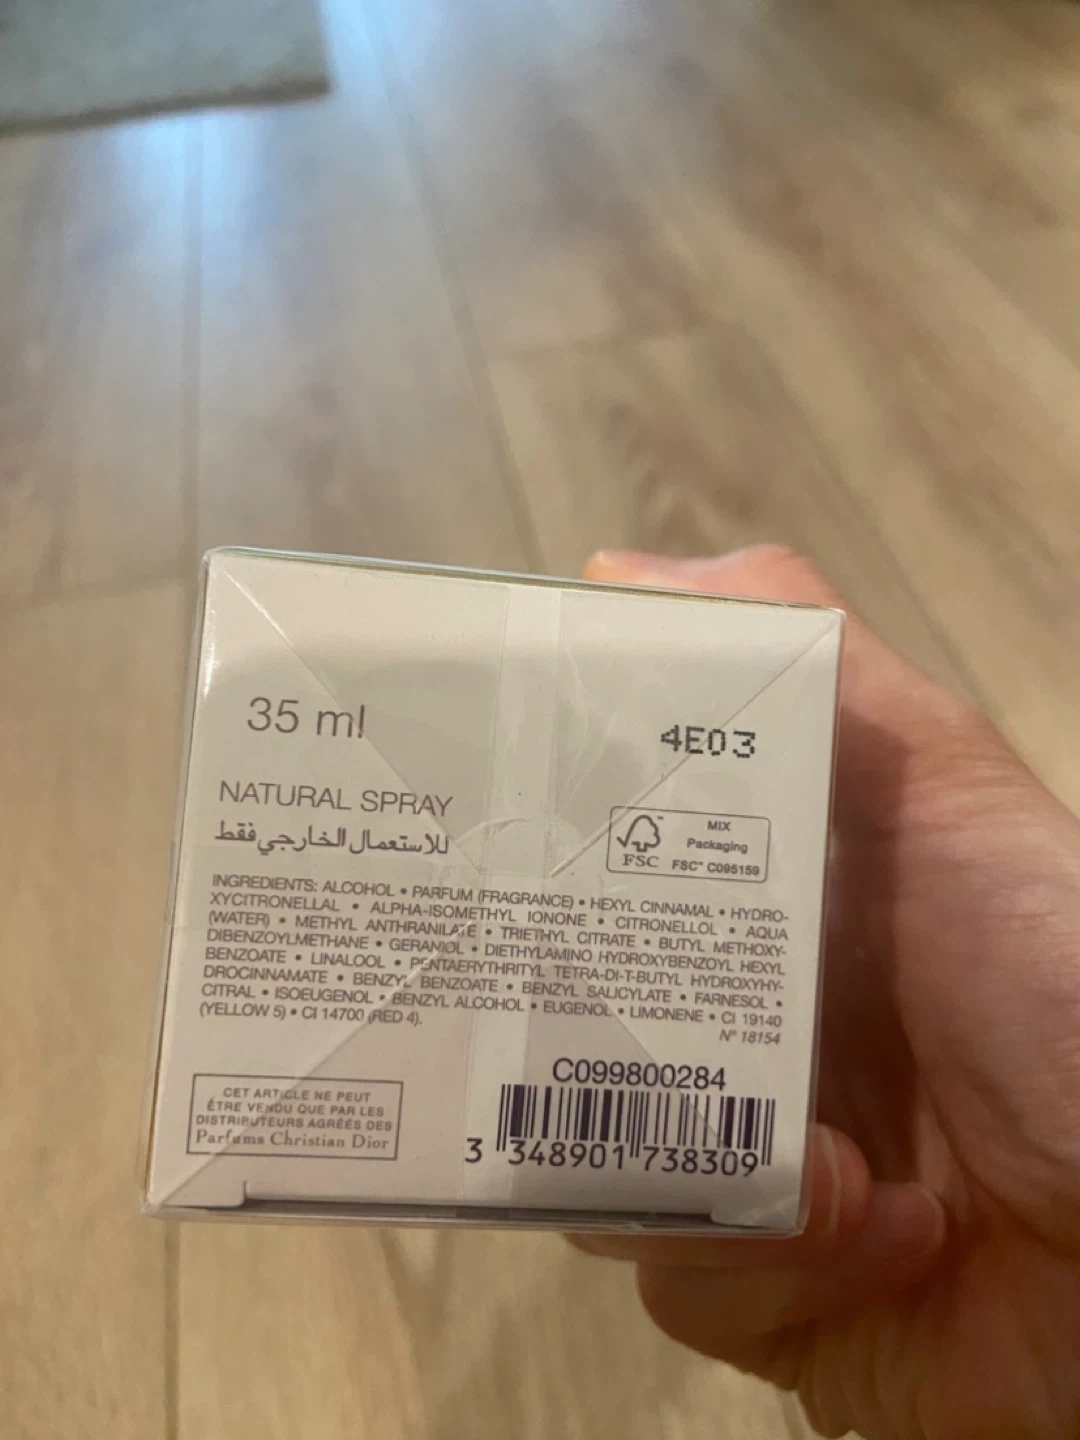 35 ml
4E03
NATURAL SPRAY
للاستعمال الخارجي فقط
MIX
Packaging
FSC™ C095159
FSC
INGREDIENTS: ALCOHOL • PARFUM (FRAGRANCE) • HEXYL CINNAMAL • HYDRO-
XYCITRONELLAL • ALPHA-ISOMETHYL IONONE • CITRONELLOL • AQUA
(WATER) • METHYL ANTHRANILATE • TRIETHYL CITRATE • BUTYL METHOXY-
DIBENZOYLMETHANE • GERANIOL • DIETHYLAMINO HYDROXYBENZOYL HEXYL
BENZOATE • LINALOOL • PENTAERYTHRITYL TETRA-DI-T-BUTYL HYDROXYHY-
DROCINNAMATE • BENZYL BENZOATE • BENZYL SALICYLATE • FARNESOL •
CITRAL • ISOEUGENOL • BENZYL ALCOHOL • EUGENOL • LIMONENE • CI 19140
(YELLOW 5) • CI 14700 (RED 4).
N° 18154
CET ARTICLE NE PEUT
ÊTRE VENDU QUE PAR LES
DISTRIBUTEURS AGRÉÉS DES
Parfums Christian Dior
C099800284
3 348901 738309